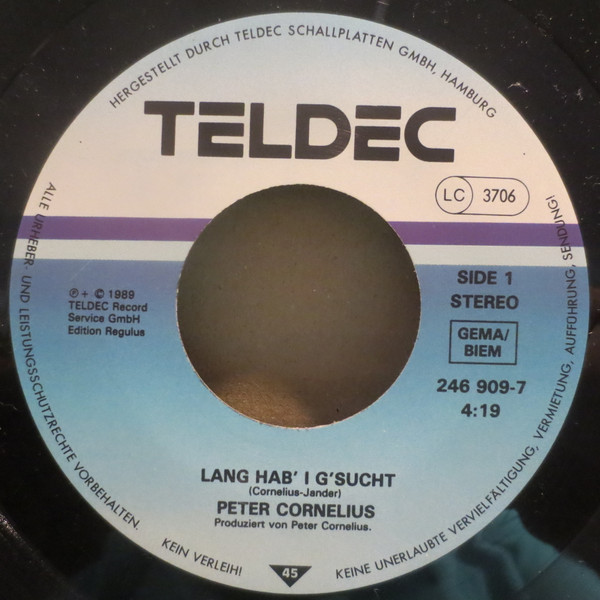 HERGESTELLT DURCH TELDEC SCHALLPLATTEN GMBH, HAMBURG
TELDEC
LC 3706
SIDE 1
STEREO
GEMA/
BIEM
246 909-7
4:19
℗ + © 1989
TELDEC Record
Service GmbH
Edition Regulus
LANG HAB' I G'SUCHT
(Cornelius-Jander)
PETER CORNELIUS
Produziert von Peter Cornelius.
ALLE URHEBER- UND LEISTUNGSSCHUTZRECHTE VORBEHALTEN.
KEIN VERLEIH!
45
KEINE UNERLAUBTE VERVIELFÄLTIGUNG, VERMIETUNG, AUFFÜHRUNG, SENDUNG!